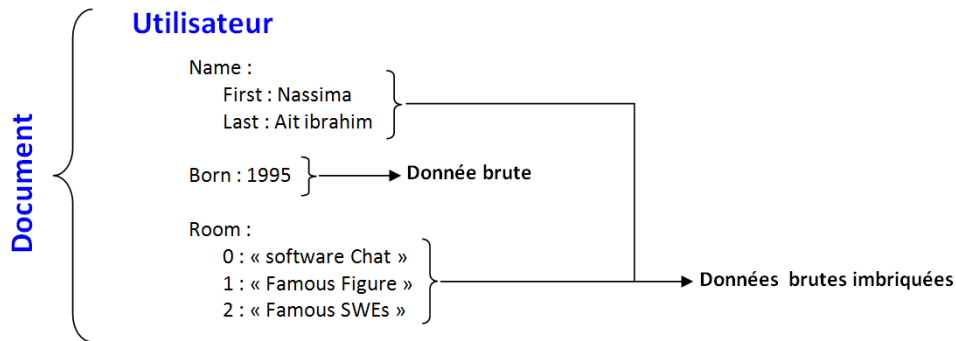 Document
Utilisateur
Name :
First : Nassima
Last : Ait ibrahim
Born : 1995
Donnée brute
Room :
0 : « software Chat »
1 : « Famous Figure »
2 : « Famous SWEs »
Données brutes imbriquées